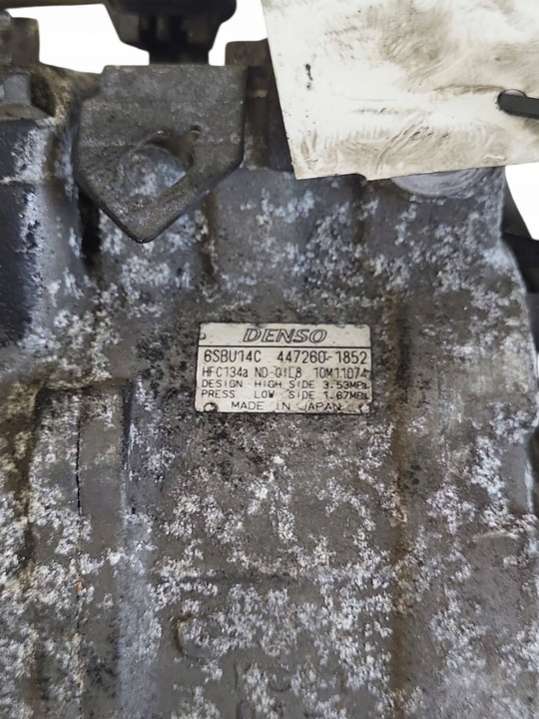 DENSO
6SBU14C 447260-1852
HFC134a ND-OIL8 10M11074
DESIGN HIGH SIDE 3.53MPa
PRESS LOW SIDE 1.67MPa
MADE IN JAPAN